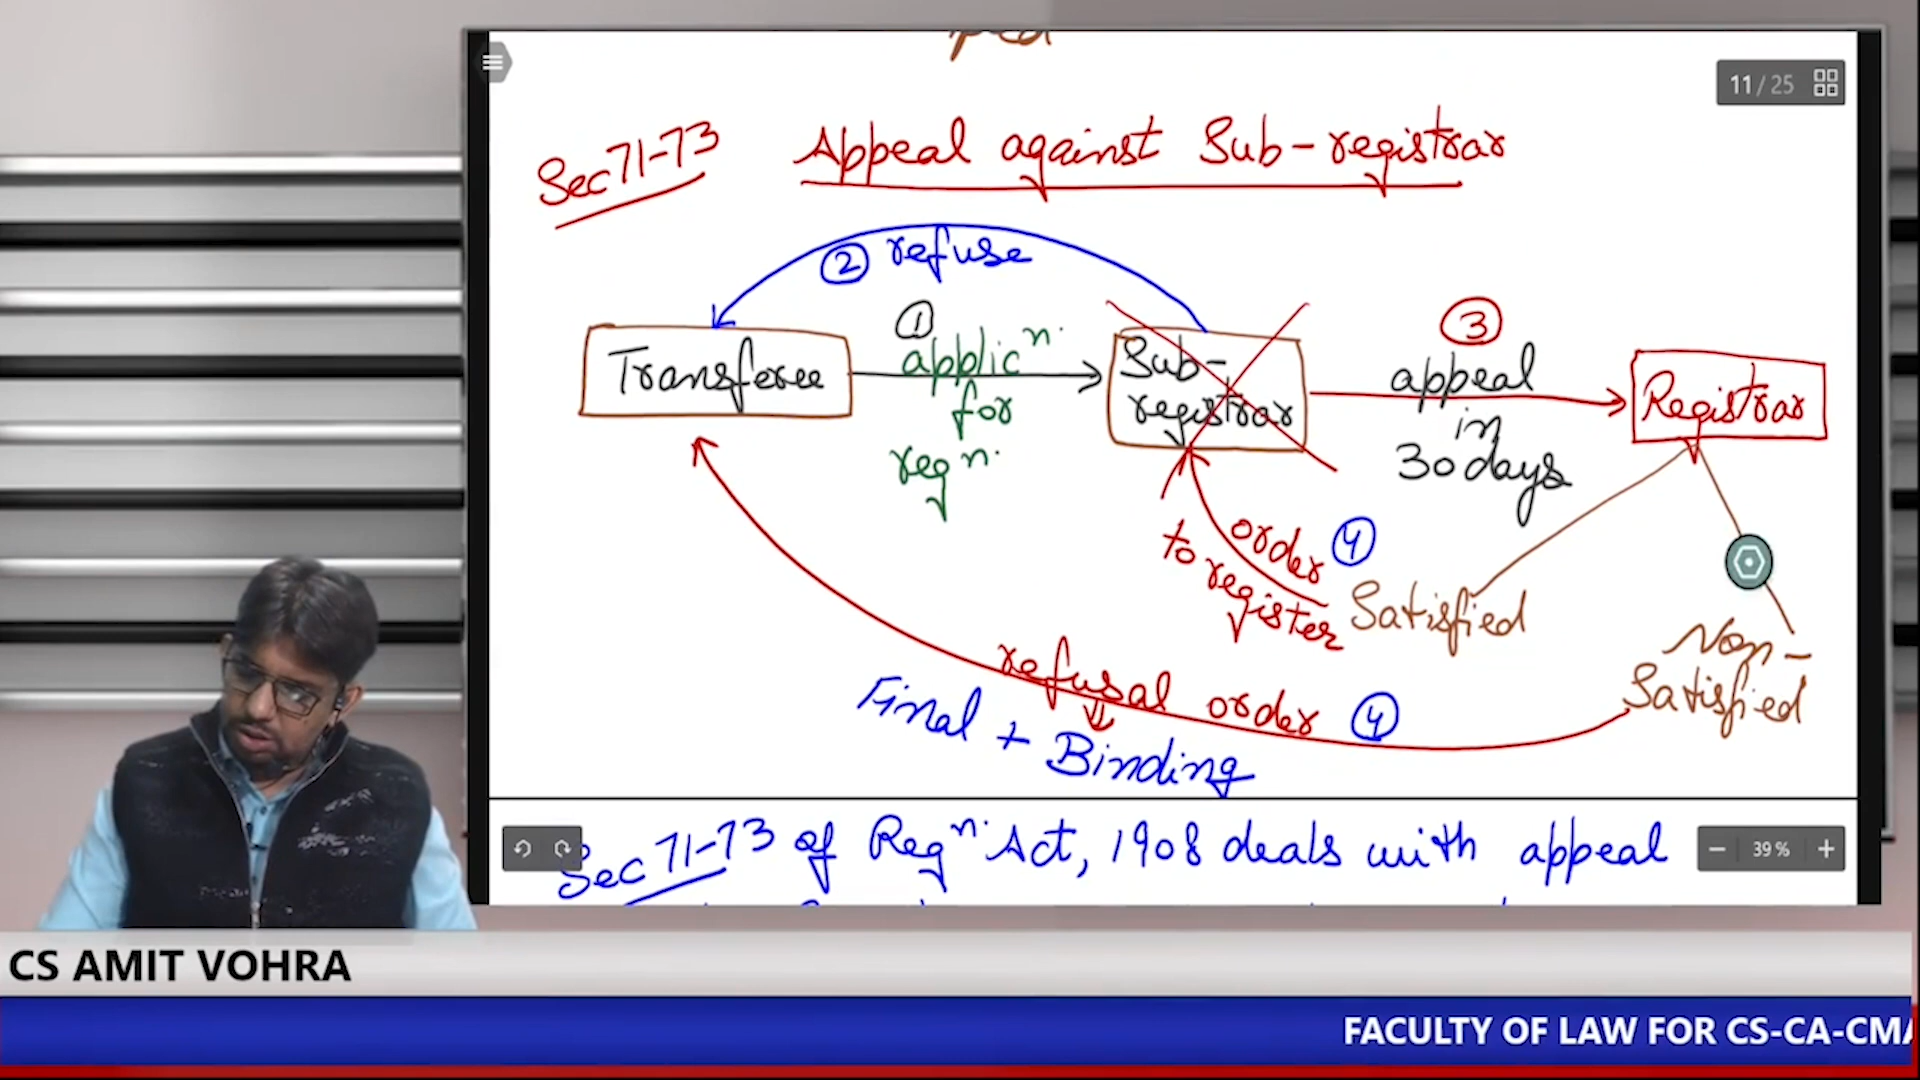 11 / 25
Sec 71-73 Appeal against Sub-registrar
② refuse
Transferee
① applicⁿ. for regⁿ.
Sub-registrar
③ appeal in 30 days
Registrar
order ④
to register
Satisfied
Non-Satisfied
refusal order ④
Final + Binding
Sec 71-73 of Regⁿ. Act, 1908 deals with appeal
39 %
CS AMIT VOHRA
FACULTY OF LAW FOR CS-CA-CMA